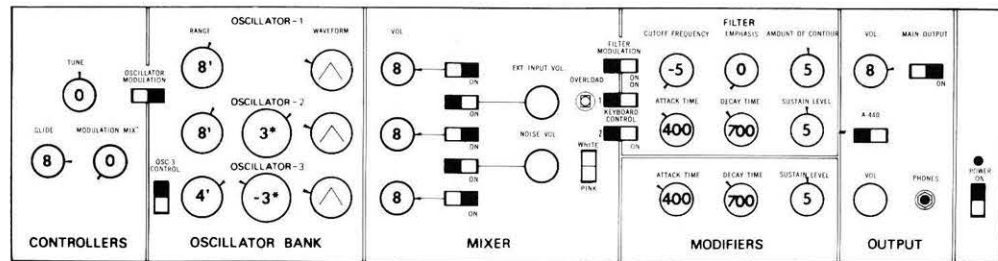 TUNE
0
OSCILLATOR
MODULATION
GLIDE
8
MODULATION MIX
0
OSC 3
CONTROL
CONTROLLERS
OSCILLATOR-1
RANGE
8'
WAVEFORM
OSCILLATOR-2
8'
3*
OSCILLATOR-3
4'
-3*
OSCILLATOR BANK
VOL
8
ON
EXT INPUT VOL
OVERLOAD
ON
8
ON
NOISE VOL
ON
WHITE
PINK
8
ON
MIXER
FILTER
MODULATION
ON
ON
1
KEYBOARD
CONTROL
2
ON
FILTER
CUTOFF FREQUENCY
EMPHASIS
AMOUNT OF CONTOUR
-5
0
5
ATTACK TIME
DECAY TIME
SUSTAIN LEVEL
400
700
5
ATTACK TIME
DECAY TIME
SUSTAIN LEVEL
400
700
5
MODIFIERS
VOL
MAIN OUTPUT
8
ON
A-440
VOL
PHONES
OUTPUT
POWER
ON